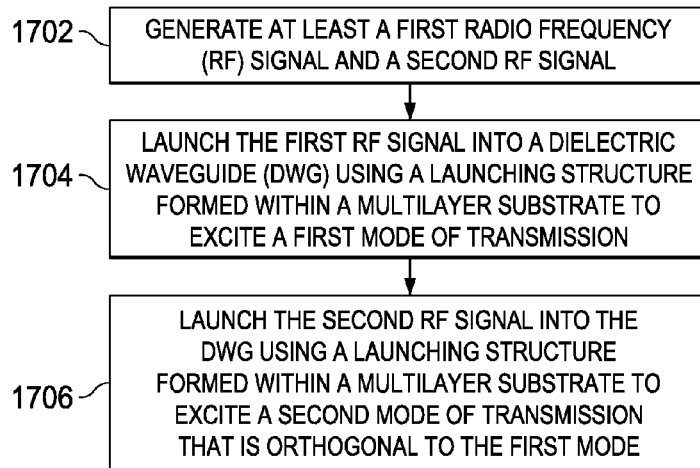 1702
GENERATE AT LEAST A FIRST RADIO FREQUENCY
(RF) SIGNAL AND A SECOND RF SIGNAL
1704
LAUNCH THE FIRST RF SIGNAL INTO A DIELECTRIC
WAVEGUIDE (DWG) USING A LAUNCHING STRUCTURE
FORMED WITHIN A MULTILAYER SUBSTRATE TO
EXCITE A FIRST MODE OF TRANSMISSION
1706
LAUNCH THE SECOND RF SIGNAL INTO THE
DWG USING A LAUNCHING STRUCTURE
FORMED WITHIN A MULTILAYER SUBSTRATE TO
EXCITE A SECOND MODE OF TRANSMISSION
THAT IS ORTHOGONAL TO THE FIRST MODE